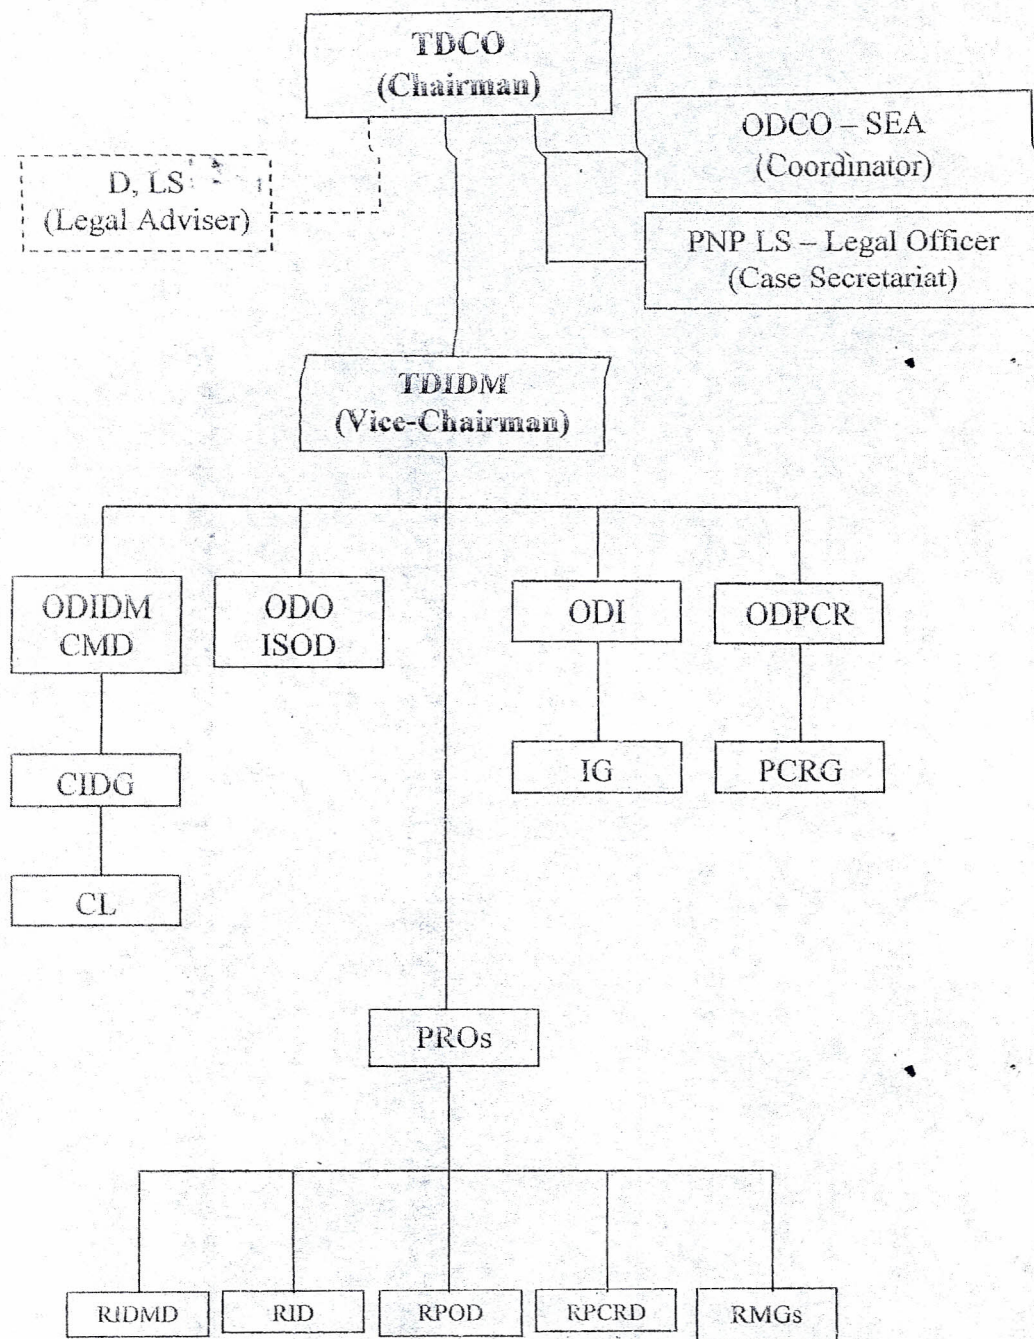 TDCO
(Chairman)
ODCO – SEA
(Coordinator)
D, LS
(Legal Adviser)
PNP LS – Legal Officer
(Case Secretariat)
TDIDM
(Vice-Chairman)
ODIDM
CMD
ODO
ISOD
ODI
ODPCR
CIDG
IG
PCRG
CL
PROs
RIDMD
RID
RPOD
RPCRD
RMGs